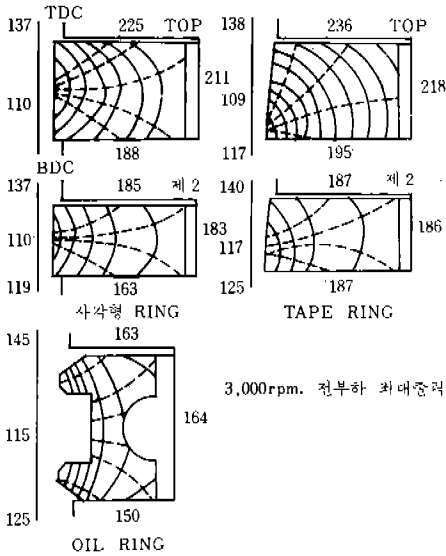 TDC
137 225 TOP
110 211
188
138 236 TOP
109 218
117 195
BDC
137 185 제 2
110 183
119 163
사각형 RING
140 187 제 2
117 186
125 187
TAPE RING
145 163
115 164
125 150
OIL RING
3,000rpm. 전부하 최대출력